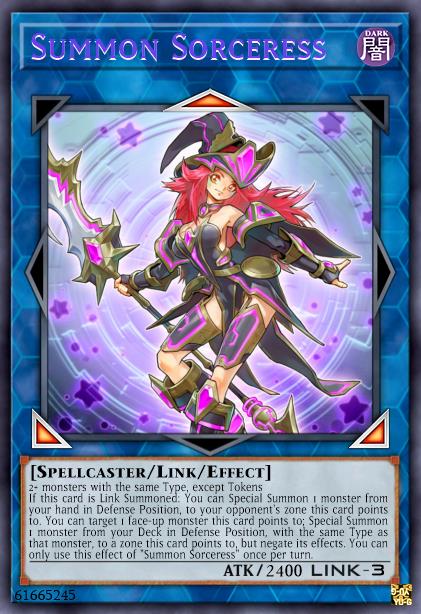 Summon Sorceress
DARK
闇
[Spellcaster/Link/Effect]
2+ monsters with the same Type, except Tokens
If this card is Link Summoned: You can Special Summon 1 monster from
your hand in Defense Position, to your opponent's zone this card points
to. You can target 1 face-up monster this card points to; Special Summon
1 monster from your Deck in Defense Position, with the same Type as
that monster, to a zone this card points to, but negate its effects. You can
only use this effect of "Summon Sorceress" once per turn.
ATK/2400 LINK-3
61665245